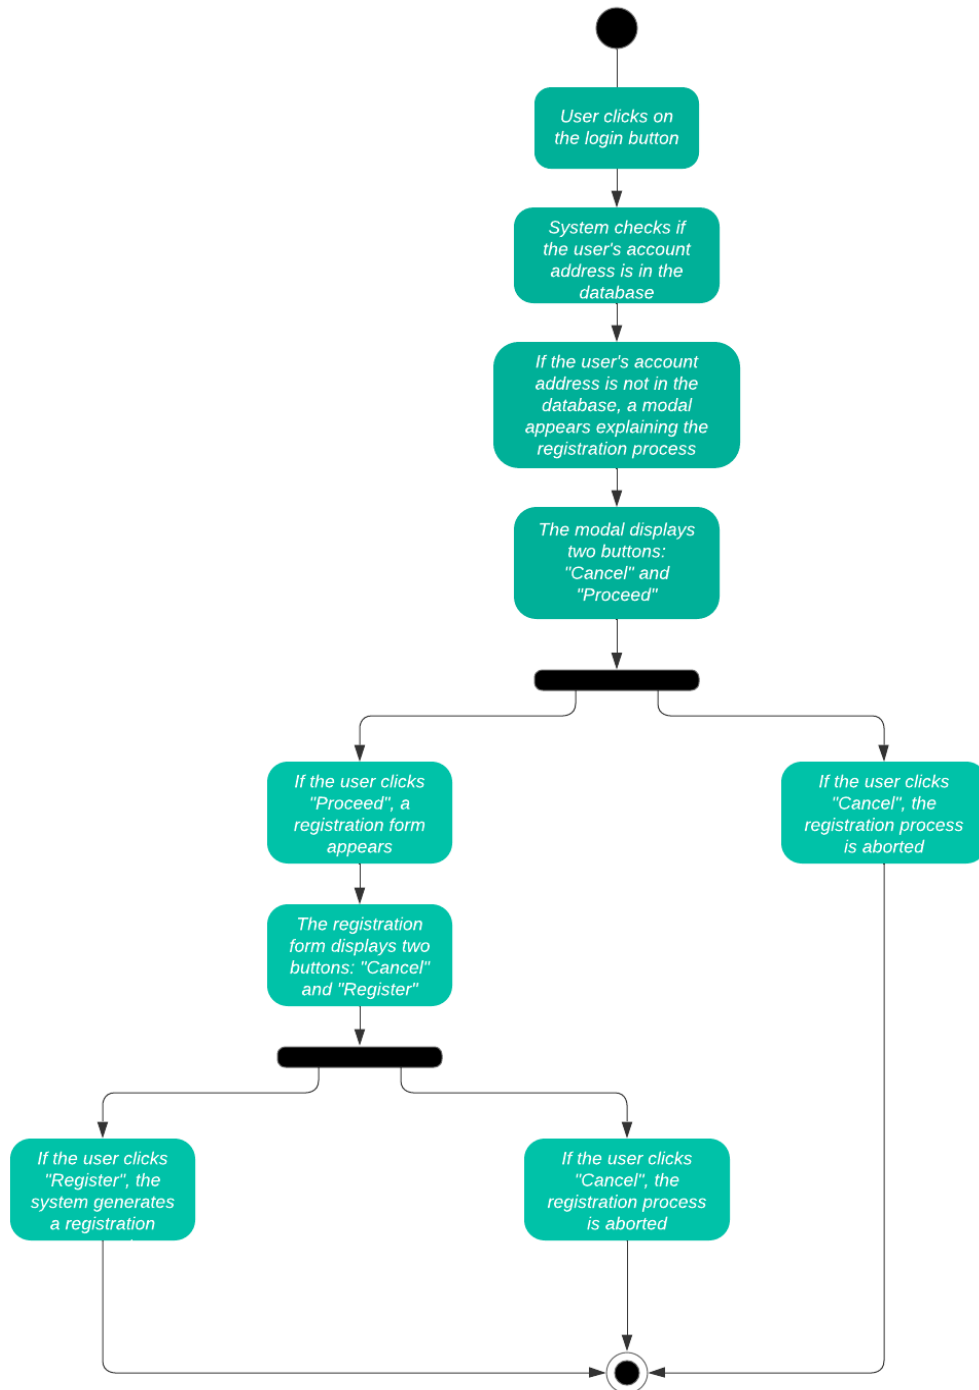 User clicks on
the login button
System checks if
the user's account
address is in the
database
If the user's account
address is not in the
database, a modal
appears explaining the
registration process
The modal displays
two buttons:
"Cancel" and
"Proceed"
If the user clicks
"Proceed", a
registration form
appears
If the user clicks
"Cancel", the
registration process
is aborted
The registration
form displays two
buttons: "Cancel"
and "Register"
If the user clicks
"Register", the
system generates
a registration
If the user clicks
"Cancel", the
registration process
is aborted